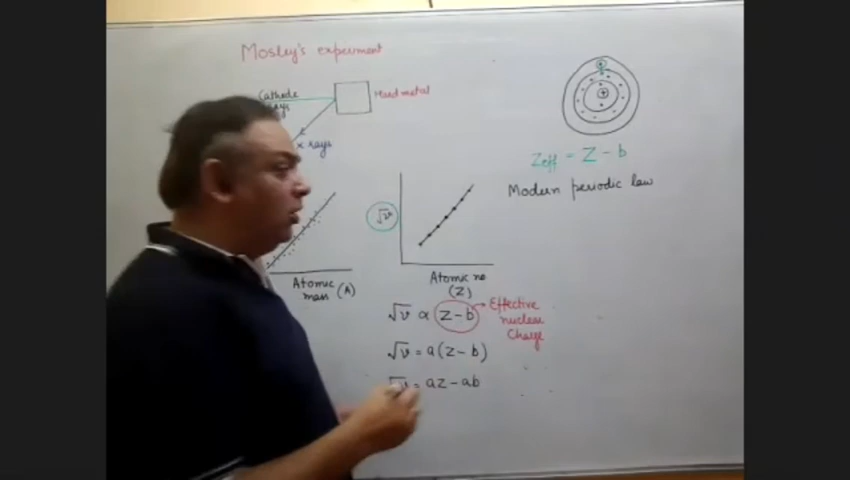 Mosley's experiment
Cathode
rays
Hard metal
x rays
Zeff = Z - b
Modern periodic law
√ν
Atomic
mass (A)
Atomic no
(Z)
√ν ∝ Z - b
Effective
nuclear
Charge
√ν = a(z - b)
√ν = az - ab